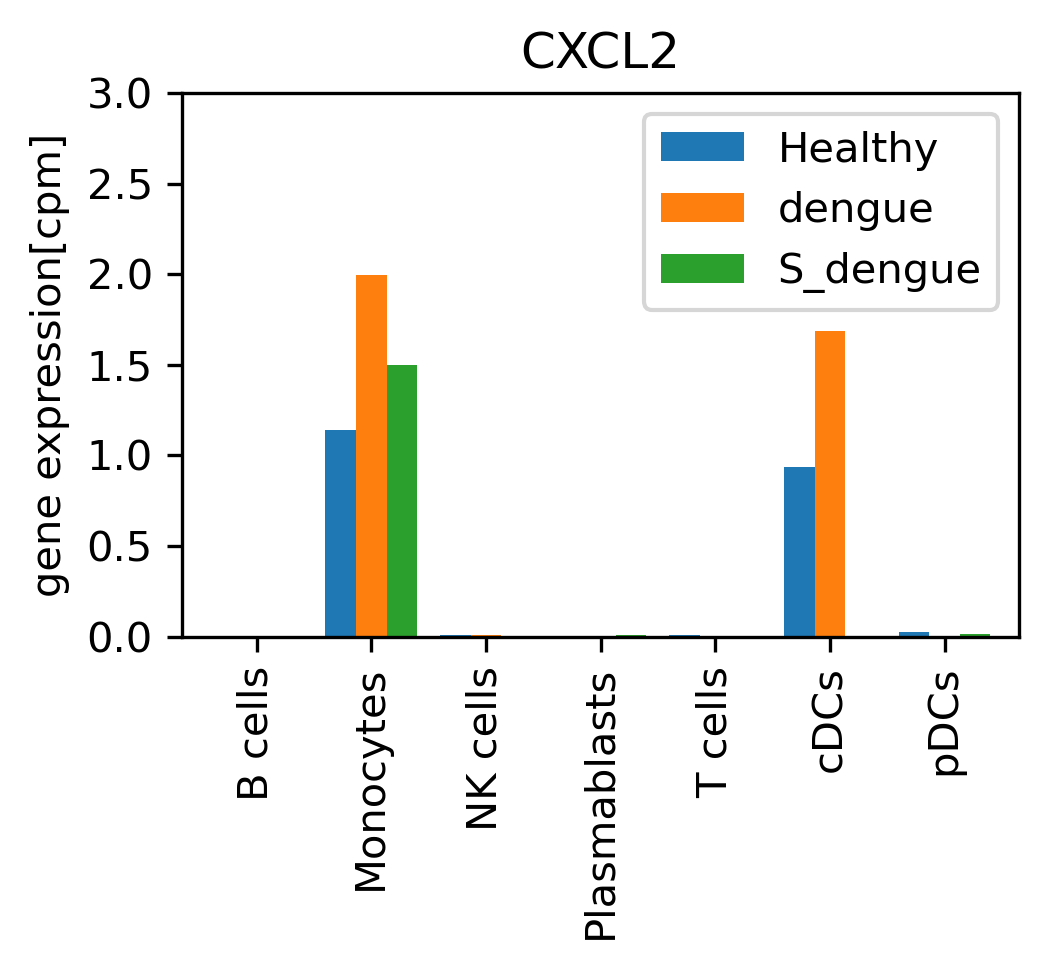 CXCL2
gene expression[cpm]
3.0
2.5
2.0
1.5
1.0
0.5
0.0
Healthy
dengue
S_dengue
B cells
Monocytes
NK cells
Plasmablasts
T cells
cDCs
pDCs